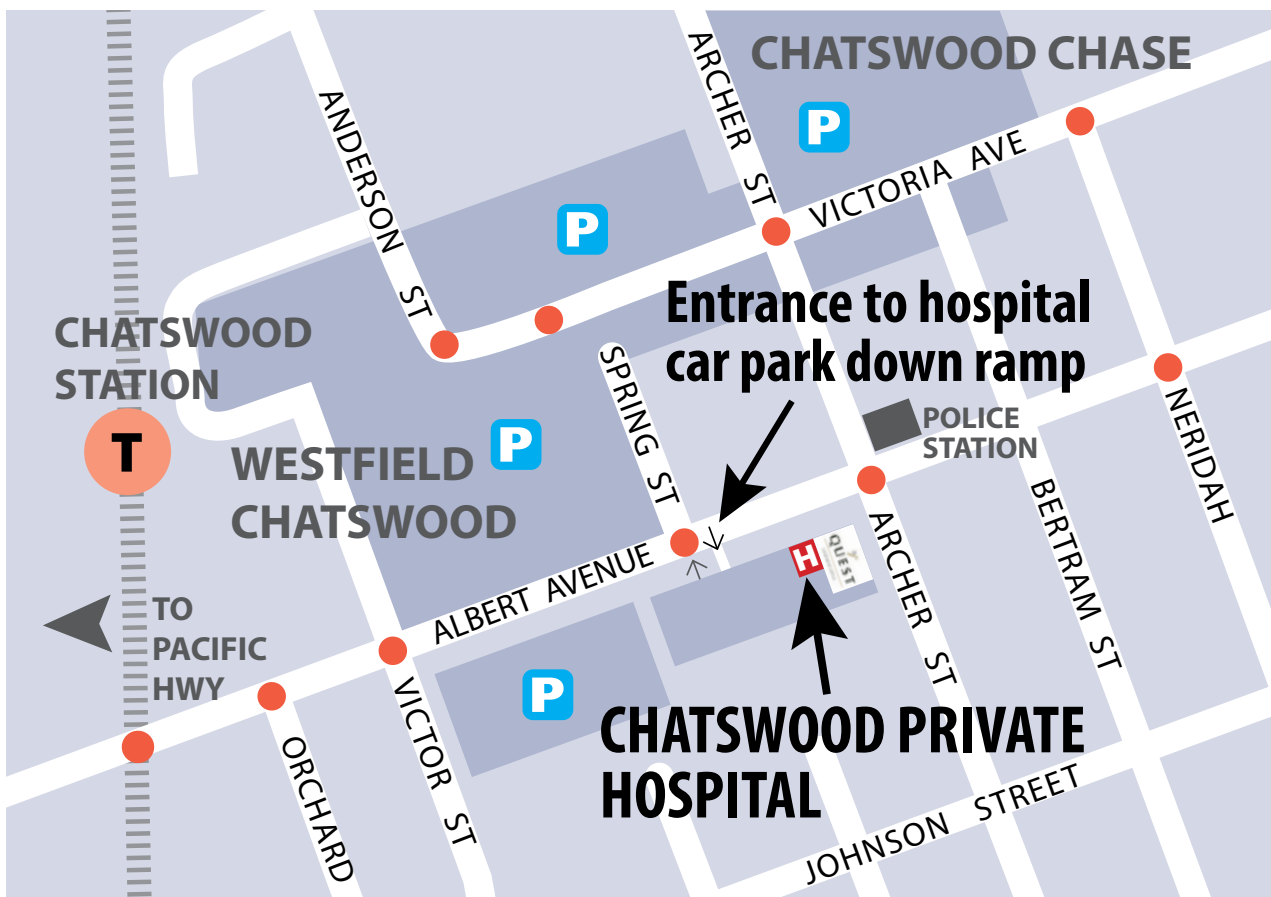 CHATSWOOD CHASE
ARCHER ST
P
ANDERSON ST
VICTORIA AVE
P
Entrance to hospital
car park down ramp
CHATSWOOD
STATION
T
SPRING ST
POLICE
STATION
NERIDAH
WESTFIELD
CHATSWOOD
P
BERTRAM ST
ARCHER ST
H
QUEST
ALBERT AVENUE
TO
PACIFIC
HWY
P
VICTOR ST
ORCHARD
CHATSWOOD PRIVATE
HOSPITAL
JOHNSON STREET